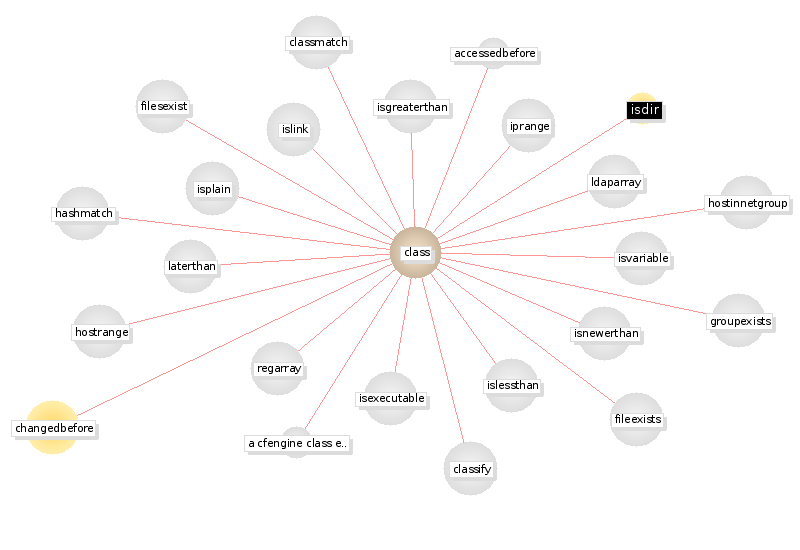 classmatch
accessedbefore
filesexist
isgreaterthan
isdir
islink
iprange
isplain
ldaparray
hashmatch
hostinnetgroup
class
laterthan
isvariable
hostrange
groupexists
isnewerthan
regarray
islessthan
isexecutable
changedbefore
fileexists
a cfengine class e..
classify